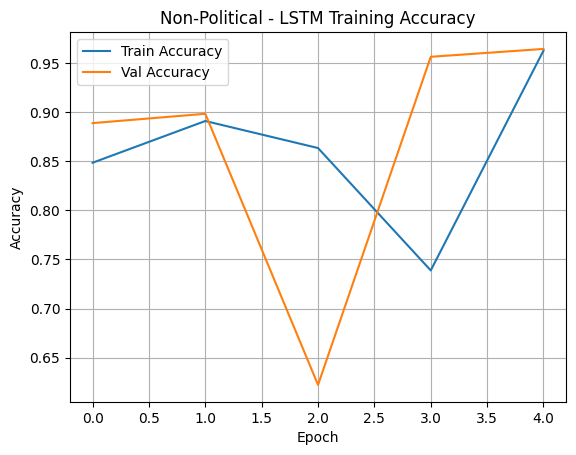 Non-Political - LSTM Training Accuracy
Train Accuracy
Val Accuracy
Accuracy
0.95
0.90
0.85
0.80
0.75
0.70
0.65
0.0 0.5 1.0 1.5 2.0 2.5 3.0 3.5 4.0
Epoch